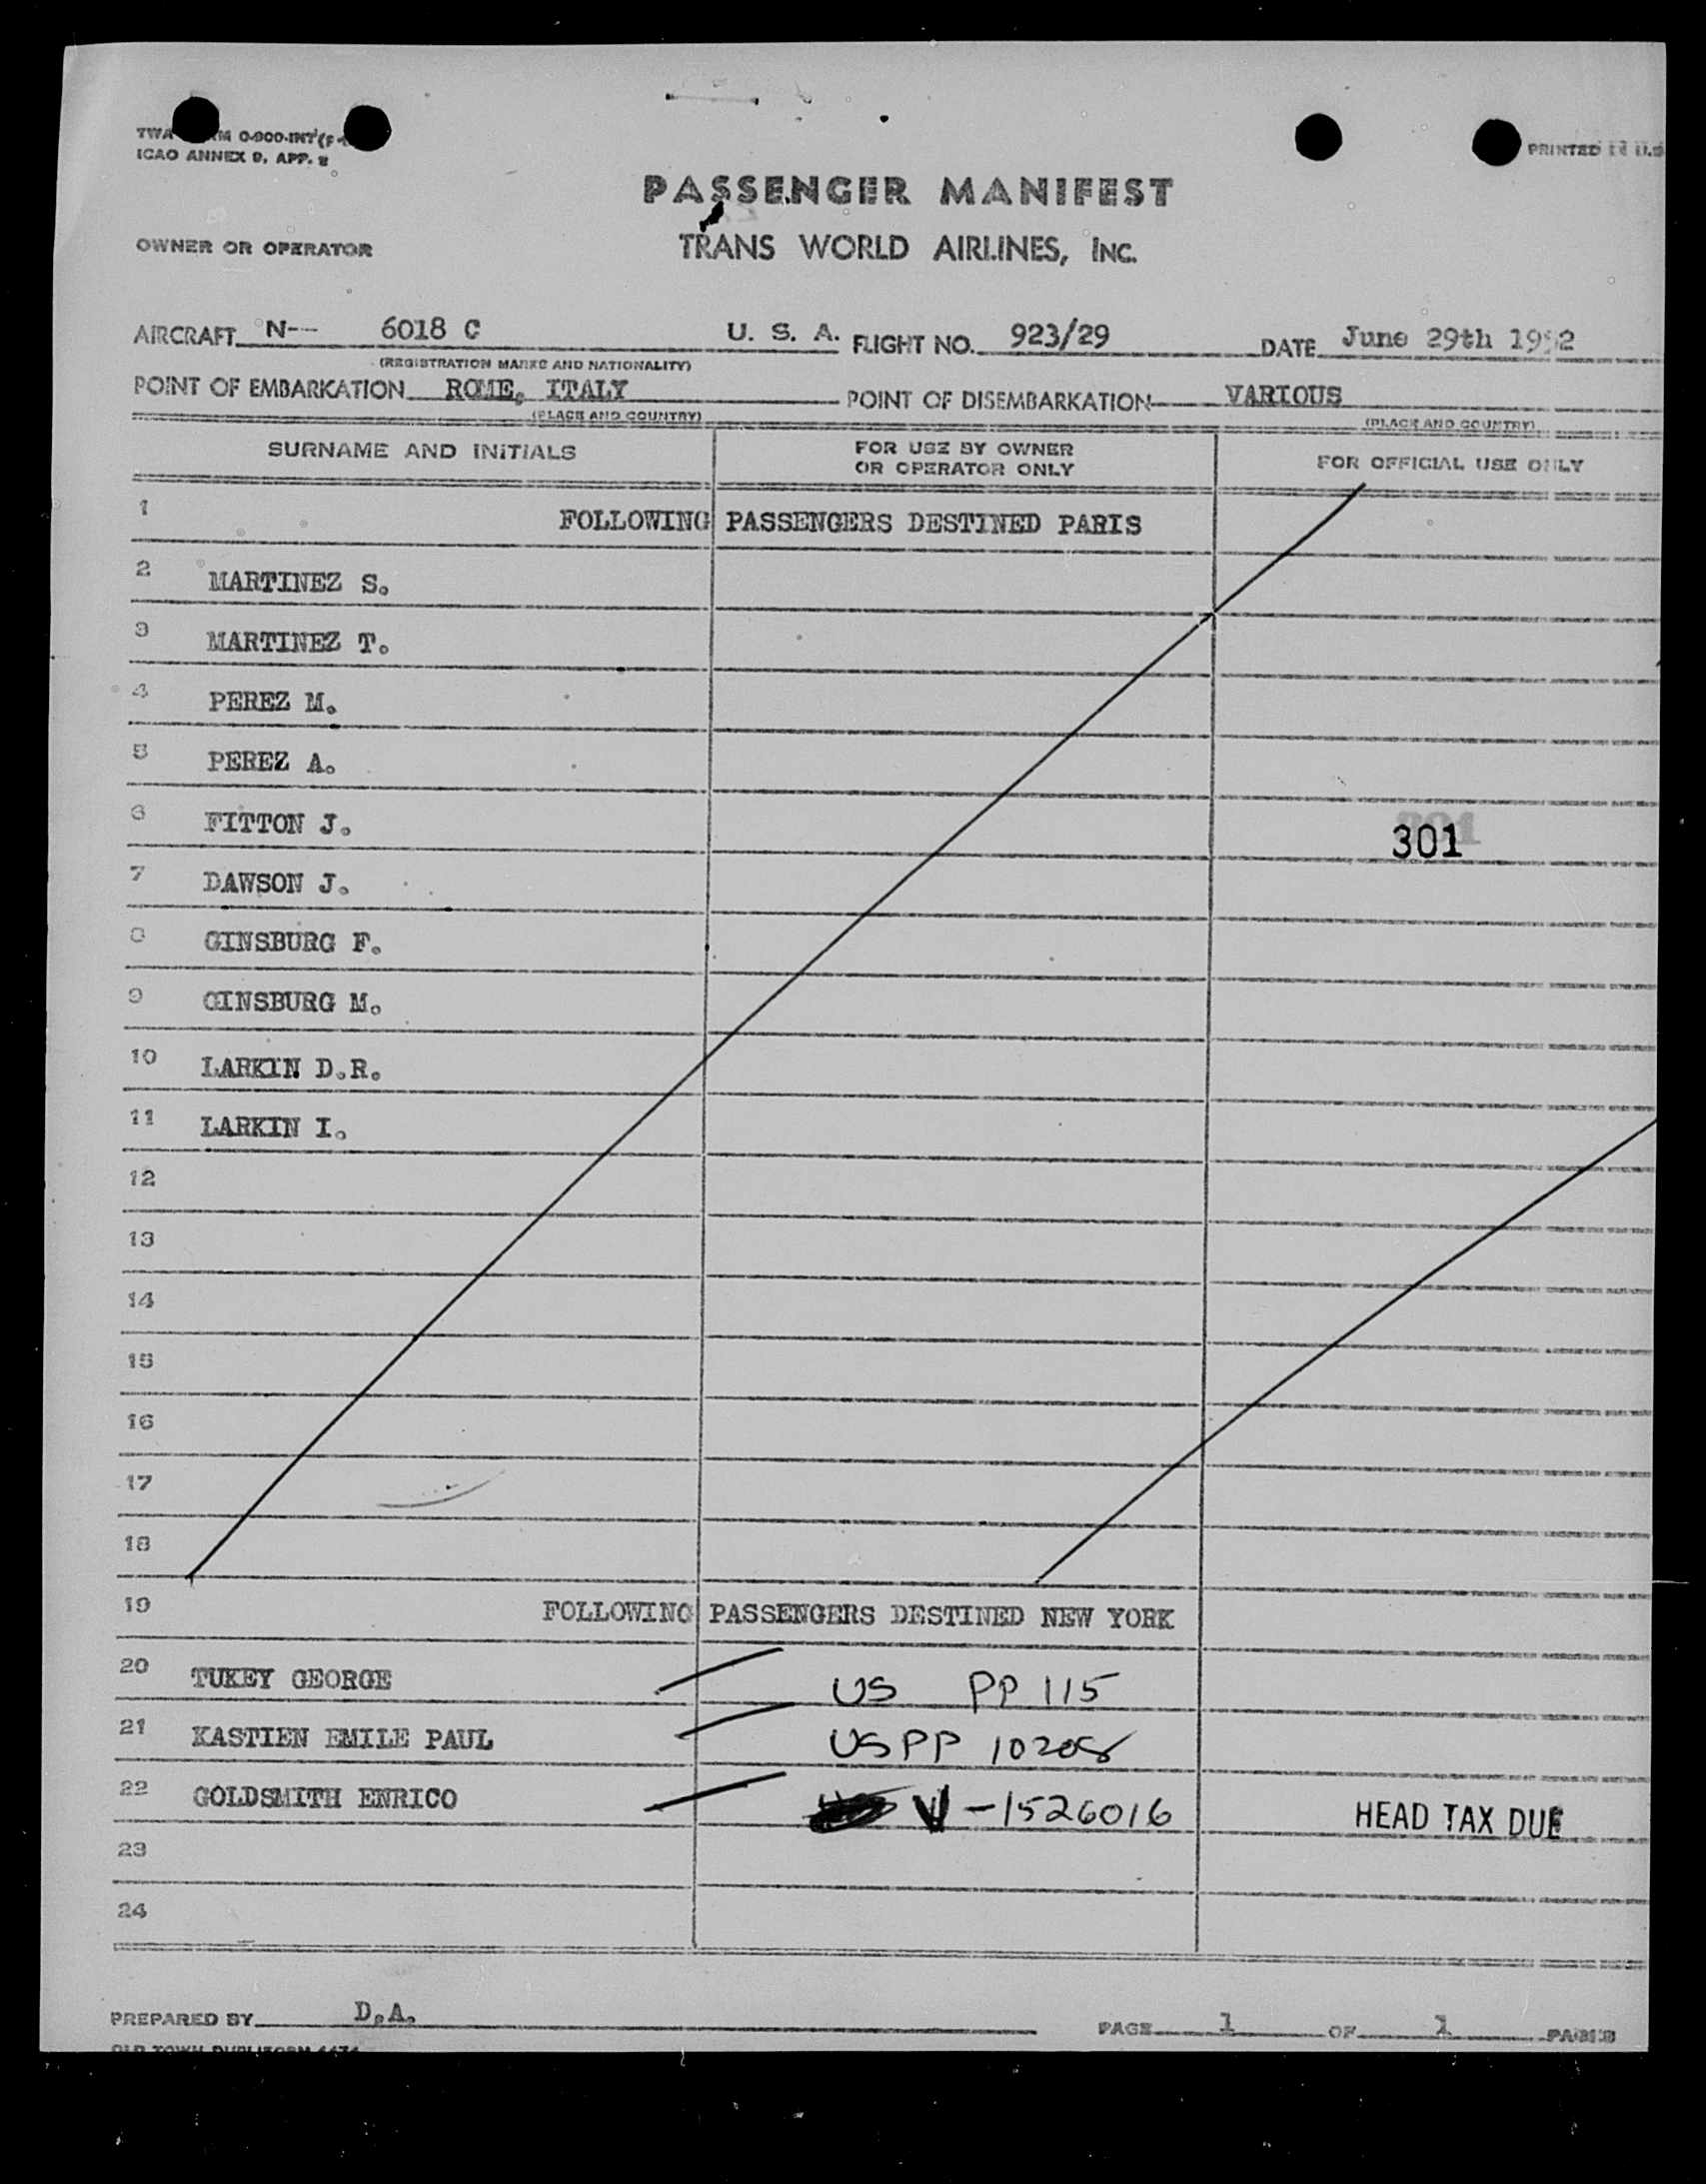 ICAO ANNEX 9, APP. 2
PRINTED IN U.S
PASSENGER MANIFEST
OWNER OR OPERATOR TRANS WORLD AIRLINES, INC.
AIRCRAFT N-- 6018 C U. S. A. FLIGHT NO. 923/29 DATE June 29th 1952
(REGISTRATION MARKS AND NATIONALITY)
POINT OF EMBARKATION ROME, ITALY POINT OF DISEMBARKATION VARIOUS
(PLACE AND COUNTRY) (PLACE AND COUNTRY)
SURNAME AND INITIALS FOR USE BY OWNER OR OPERATOR ONLY FOR OFFICIAL USE ONLY
1 FOLLOWING PASSENGERS DESTINED PARIS
2 MARTINEZ S.
3 MARTINEZ T.
4 PEREZ M.
5 PEREZ A.
6 FITTON J. 301
7 DAWSON J.
8 GINSBURG F.
9 GINSBURG M.
10 LARKIN D.R.
11 LARKIN I.
12
13
14
15
16
17
18
19 FOLLOWING PASSENGERS DESTINED NEW YORK
20 TUKEY GEORGE US PP 115
21 KASTIEN EMILE PAUL US PP 10208
22 GOLDSMITH ENRICO V-1526016 HEAD TAX DUE
23
24
PREPARED BY D.A. PAGE 1 OF 1 PAGES